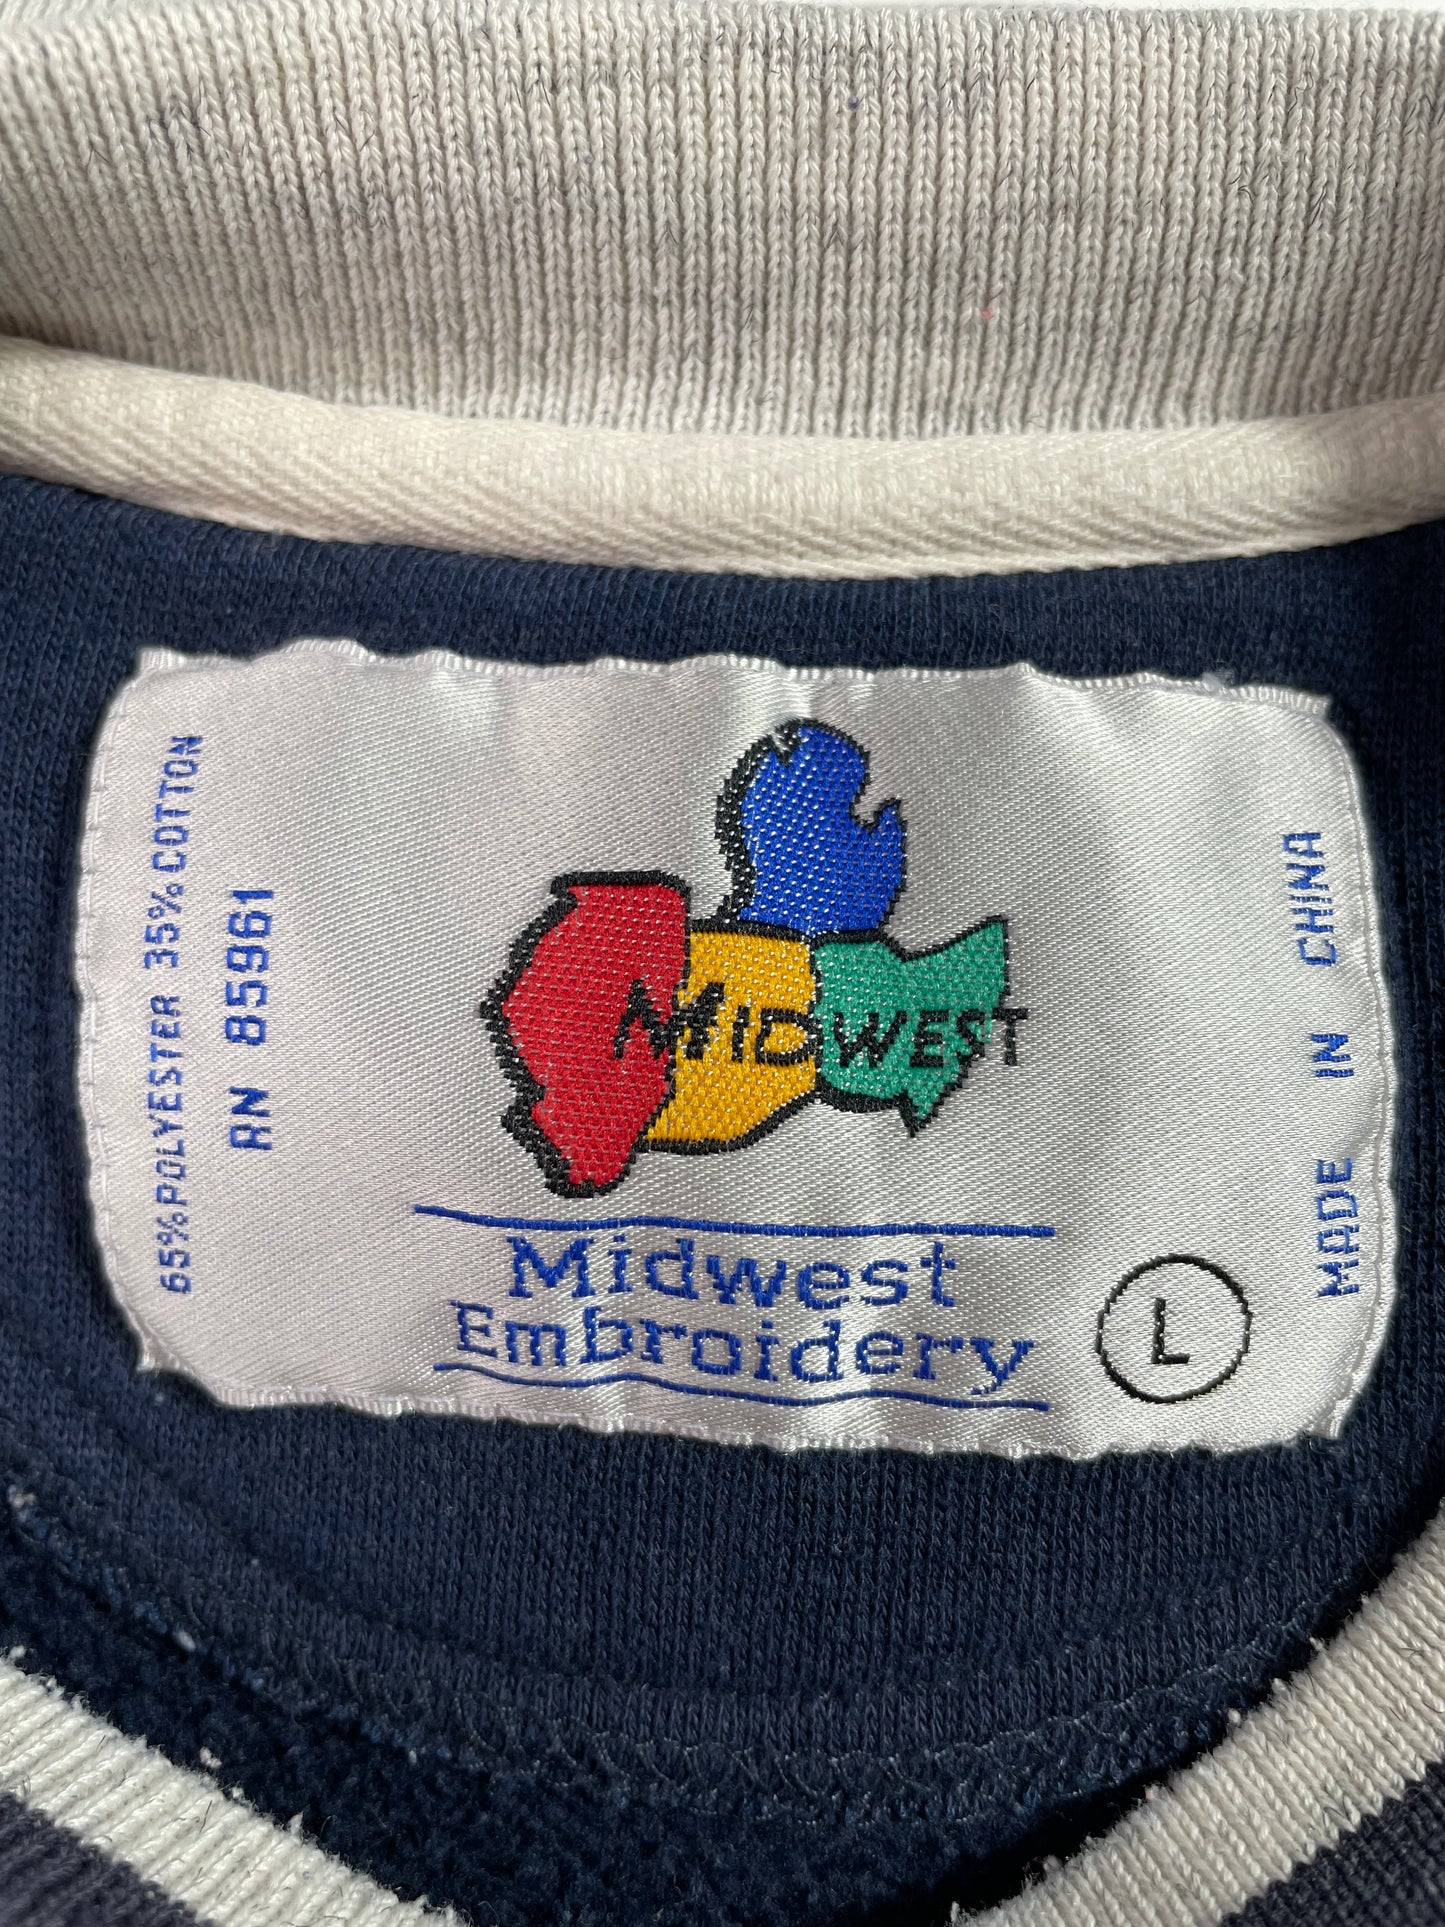 65% POLYESTER 35% COTTON
RN 85961
MIDWEST
Midwest
Embroidery
L
MADE IN CHINA